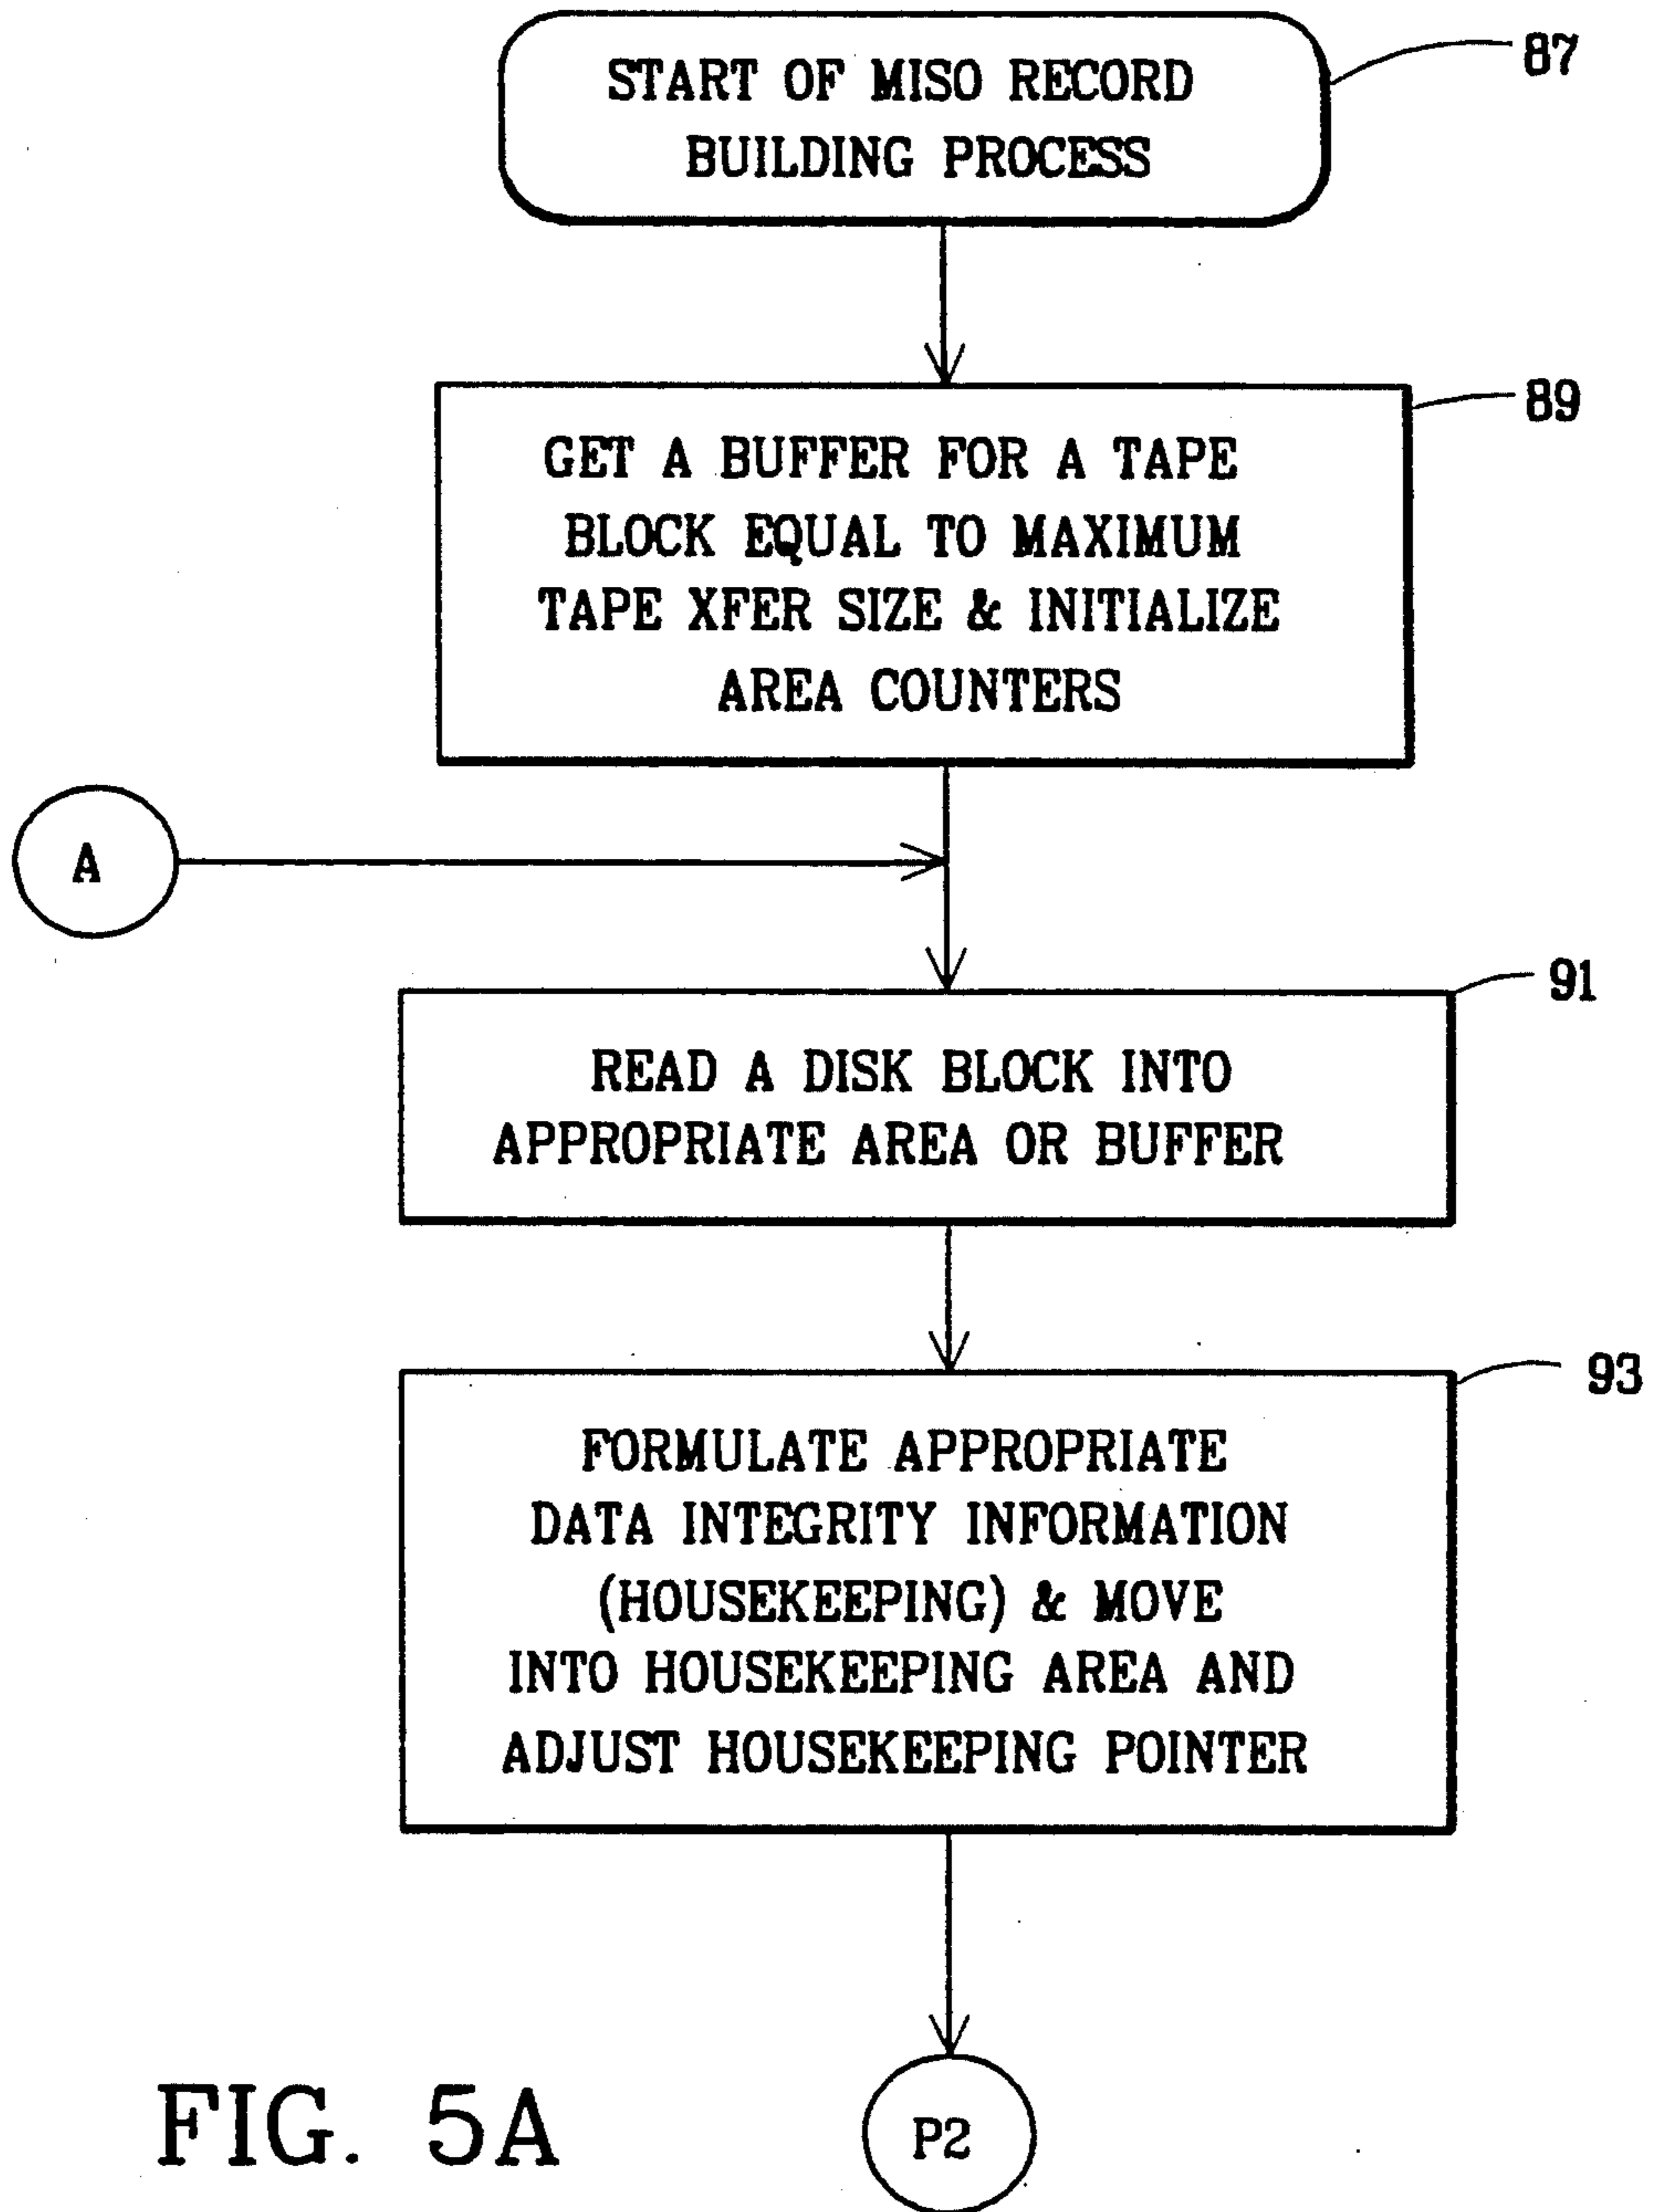 START OF MISO RECORD
BUILDING PROCESS
87
GET A BUFFER FOR A TAPE
BLOCK EQUAL TO MAXIMUM
TAPE XFER SIZE & INITIALIZE
AREA COUNTERS
89
A
READ A DISK BLOCK INTO
APPROPRIATE AREA OR BUFFER
91
FORMULATE APPROPRIATE
DATA INTEGRITY INFORMATION
(HOUSEKEEPING) & MOVE
INTO HOUSEKEEPING AREA AND
ADJUST HOUSEKEEPING POINTER
93
P2
FIG. 5A